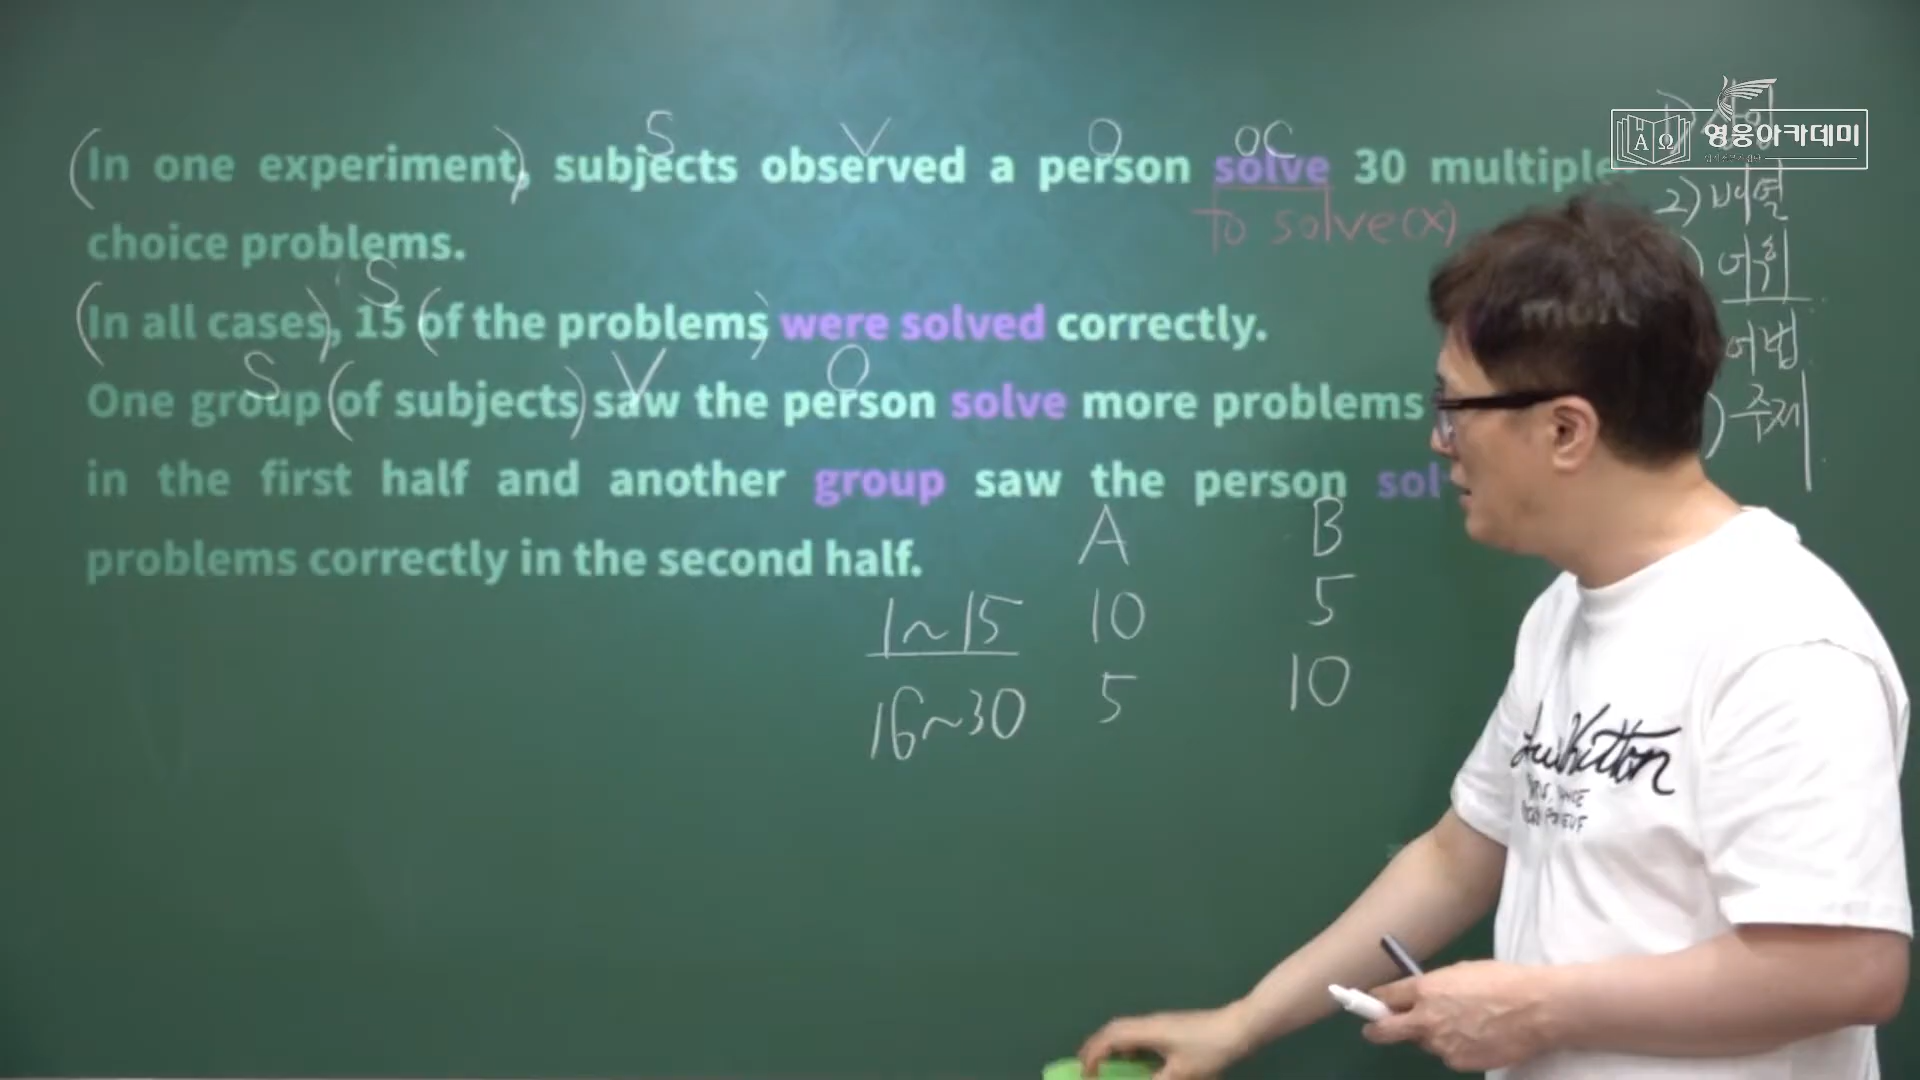 영웅아카데미
S V O OC
(In one experiment), subjects observed a person solve 30 multiple-
to solve(x)
choice problems.
S
(In all cases), 15 (of the problems) were solved correctly.
S V O
One group (of subjects) saw the person solve more problems
in the first half and another group saw the person sol
problems correctly in the second half.
A B
1~15 10 5
16~30 5 10
2) 배열
어휘
어법
) 주제